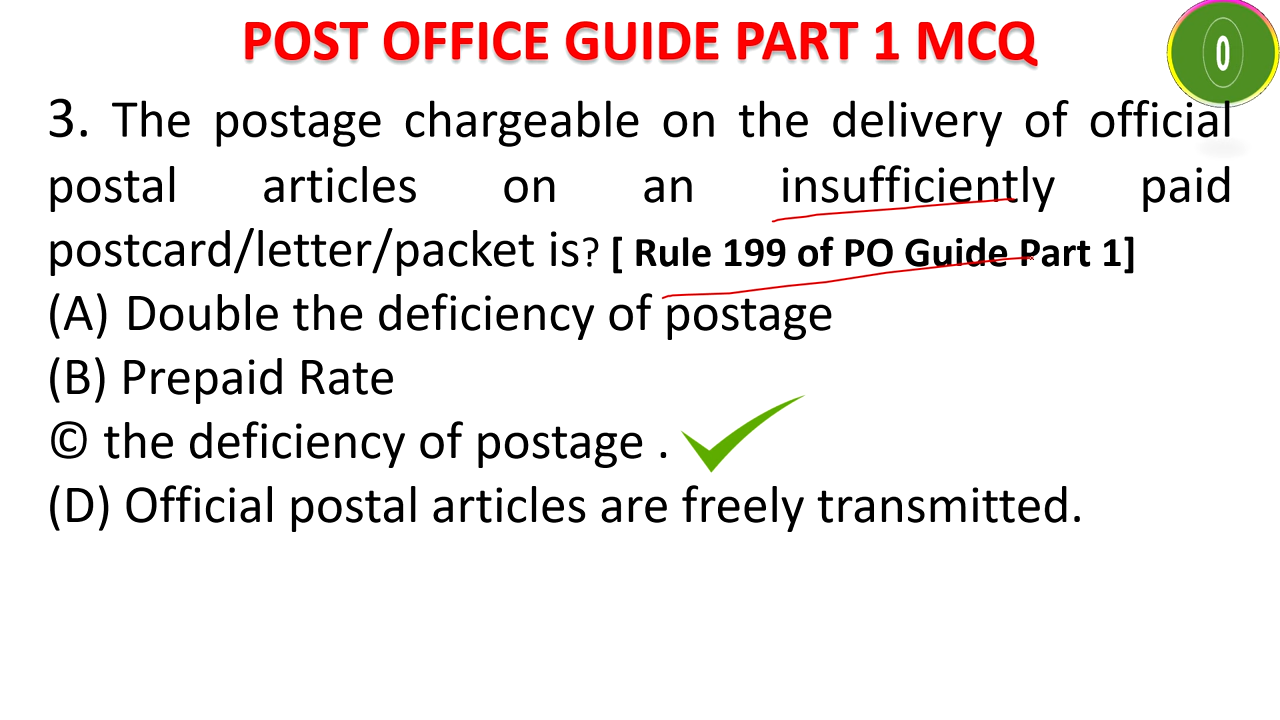 POST OFFICE GUIDE PART 1 MCQ
0
3. The postage chargeable on the delivery of official
postal articles on an insufficiently paid
postcard/letter/packet is? [ Rule 199 of PO Guide Part 1]
(A) Double the deficiency of postage
(B) Prepaid Rate
© the deficiency of postage .
(D) Official postal articles are freely transmitted.